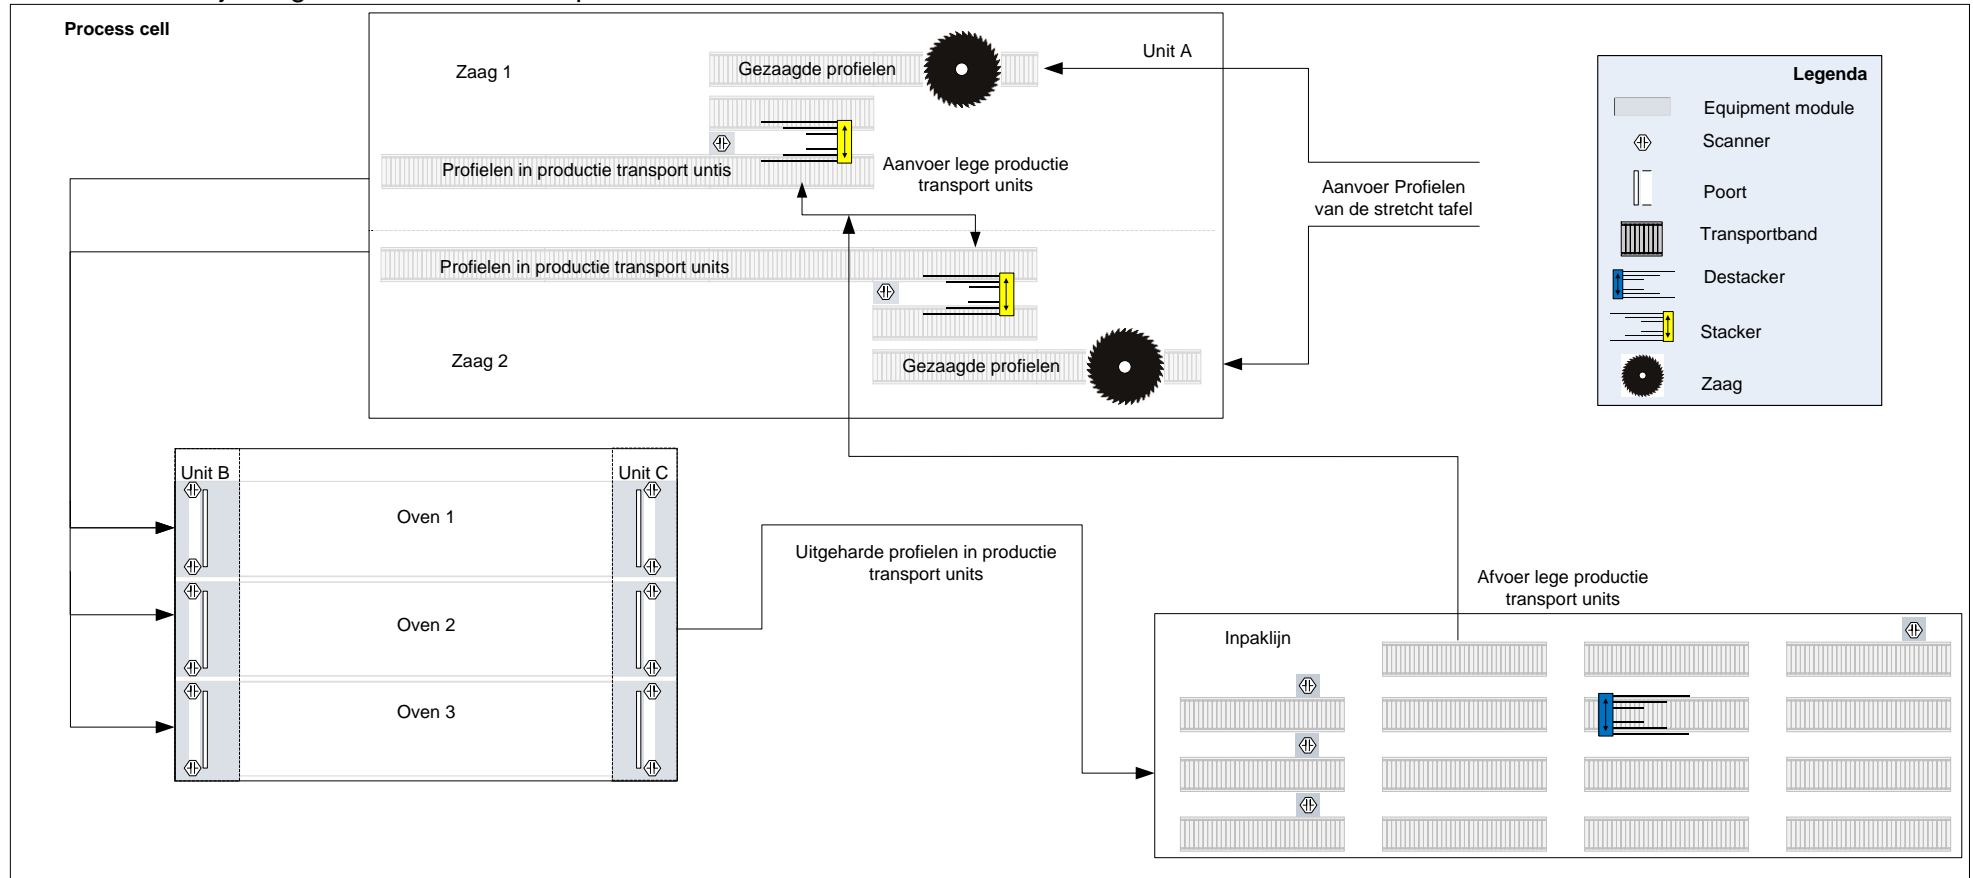 Process cell
Zaag 1
Gezaagde profielen
Unit A
Profielen in productie transport untis
Aanvoer lege productie
transport units
Aanvoer Profielen
van de stretcht tafel
Profielen in productie transport units
Zaag 2
Gezaagde profielen
Legenda
Equipment module
Scanner
Poort
Transportband
Destacker
Stacker
Zaag
Unit B
Unit C
Oven 1
Oven 2
Oven 3
Uitgeharde profielen in productie
transport units
Afvoer lege productie
transport units
Inpaklijn